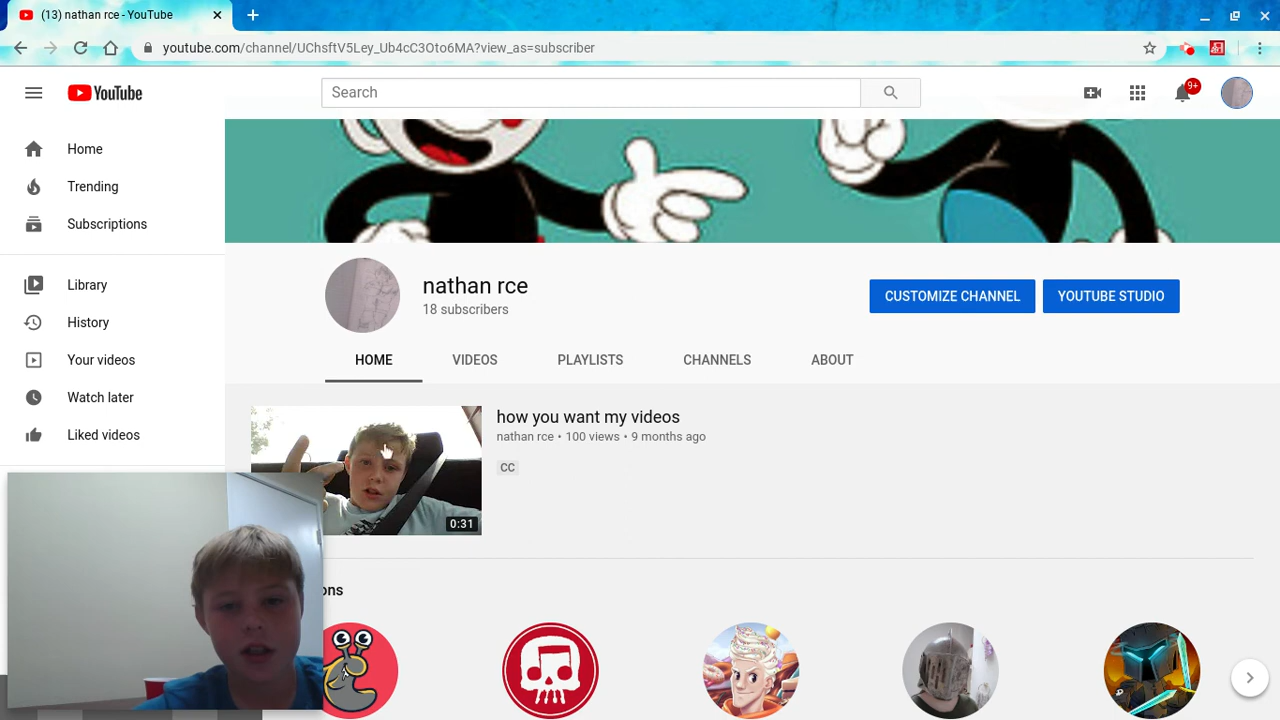 (13) nathan rce - YouTube
youtube.com/channel/UChsftV5Ley_Ub4cC3Oto6MA?view_as=subscriber
YouTube
Search
9+
Home
Trending
Subscriptions
Library
History
Your videos
Watch later
Liked videos
nathan rce
18 subscribers
CUSTOMIZE CHANNEL
YOUTUBE STUDIO
HOME
VIDEOS
PLAYLISTS
CHANNELS
ABOUT
how you want my videos
nathan rce • 100 views • 9 months ago
CC
0:31
ons